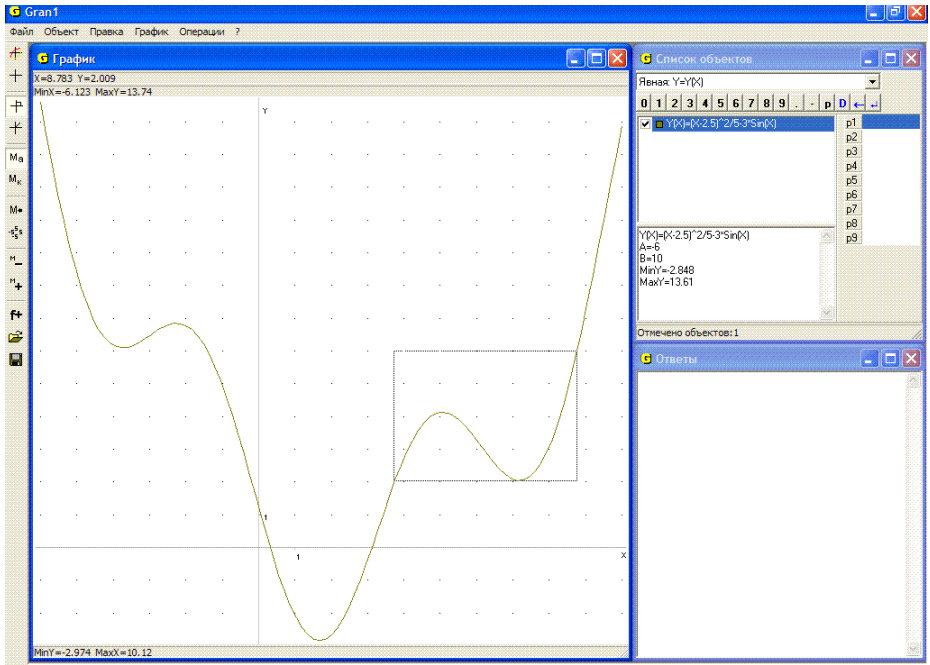 Gran1
Файл Объект Правка График Операции ?
График
X=8.783 Y=2.009
MinX=-6.123 MaxY=13.74
Y
1
1
X
MinY=-2.974 MaxX=10.12
Ma
Mк
M
sss
M
M
f+
Список объектов
Явная: Y=Y(X)
0 1 2 3 4 5 6 7 8 9 . - p D ← ↵
Y(X)=(X-2.5)^2/5-3*Sin(X)
p1
p2
p3
p4
p5
p6
p7
p8
p9
Y(X)=(X-2.5)^2/5-3*Sin(X)
A=-6
B=10
MinY=-2.848
MaxY=13.61
Отмечено объектов:1
Ответы